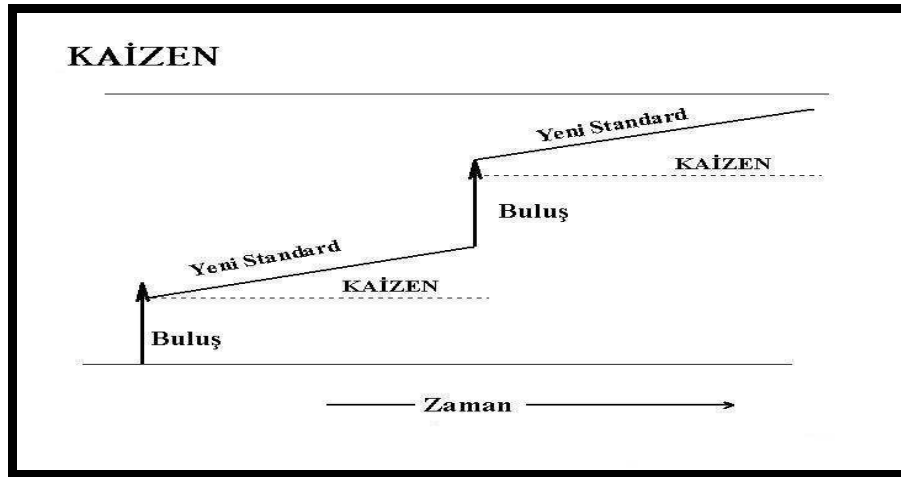 KAİZEN
Yeni Standard
KAİZEN
Buluş
Yeni Standard
KAİZEN
Buluş
Zaman